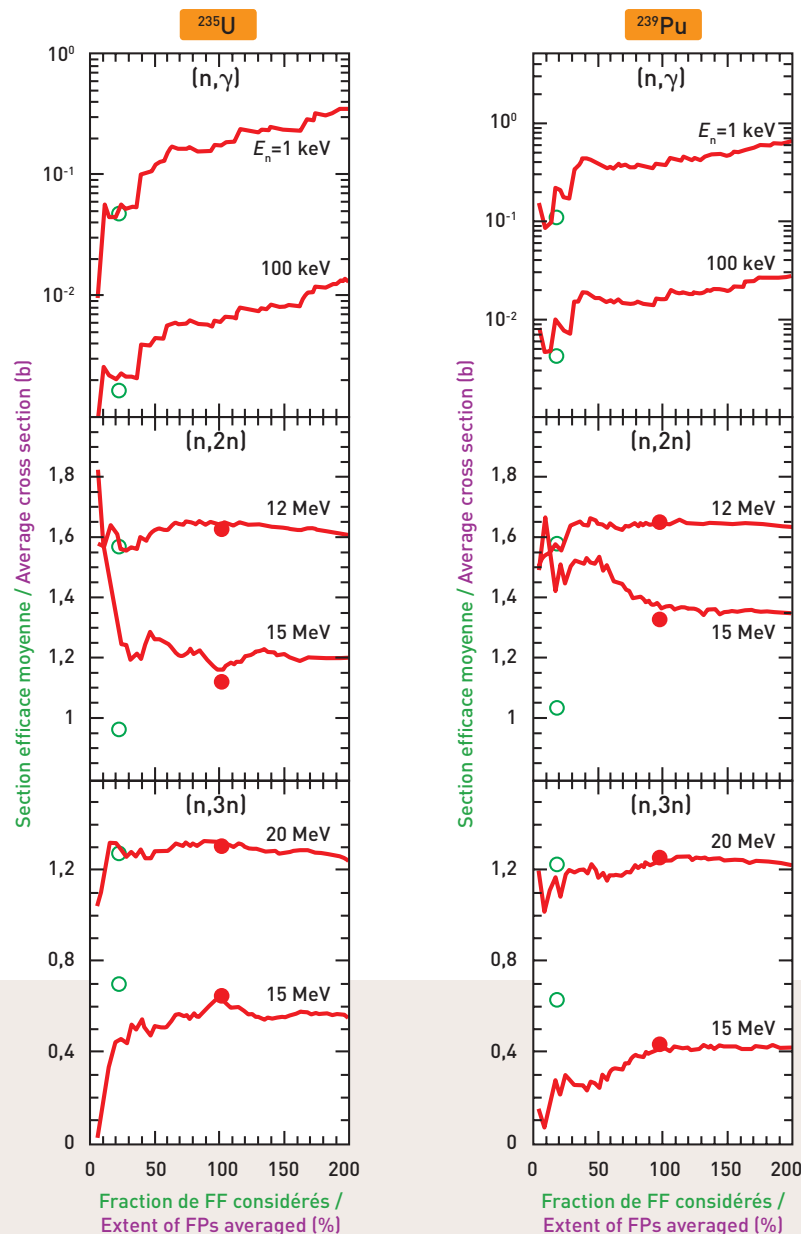 ²³⁵U
(n,γ)
10⁰
10⁻¹
10⁻²
Eₙ=1 keV
100 keV
(n,2n)
1,8
1,6
1,4
1,2
1
12 MeV
15 MeV
(n,3n)
1,2
0,8
0,4
0
20 MeV
15 MeV
0 50 100 150 200
Section efficace moyenne / Average cross section (b)
Fraction de FF considérés /
Extent of FPs averaged (%)
²³⁹Pu
(n,γ)
10⁰
10⁻¹
10⁻²
Eₙ=1 keV
100 keV
(n,2n)
1,8
1,6
1,4
1,2
1
12 MeV
15 MeV
(n,3n)
1,2
0,8
0,4
0
20 MeV
15 MeV
0 50 100 150 200
Section efficace moyenne / Average cross section (b)
Fraction de FF considérés /
Extent of FPs averaged (%)